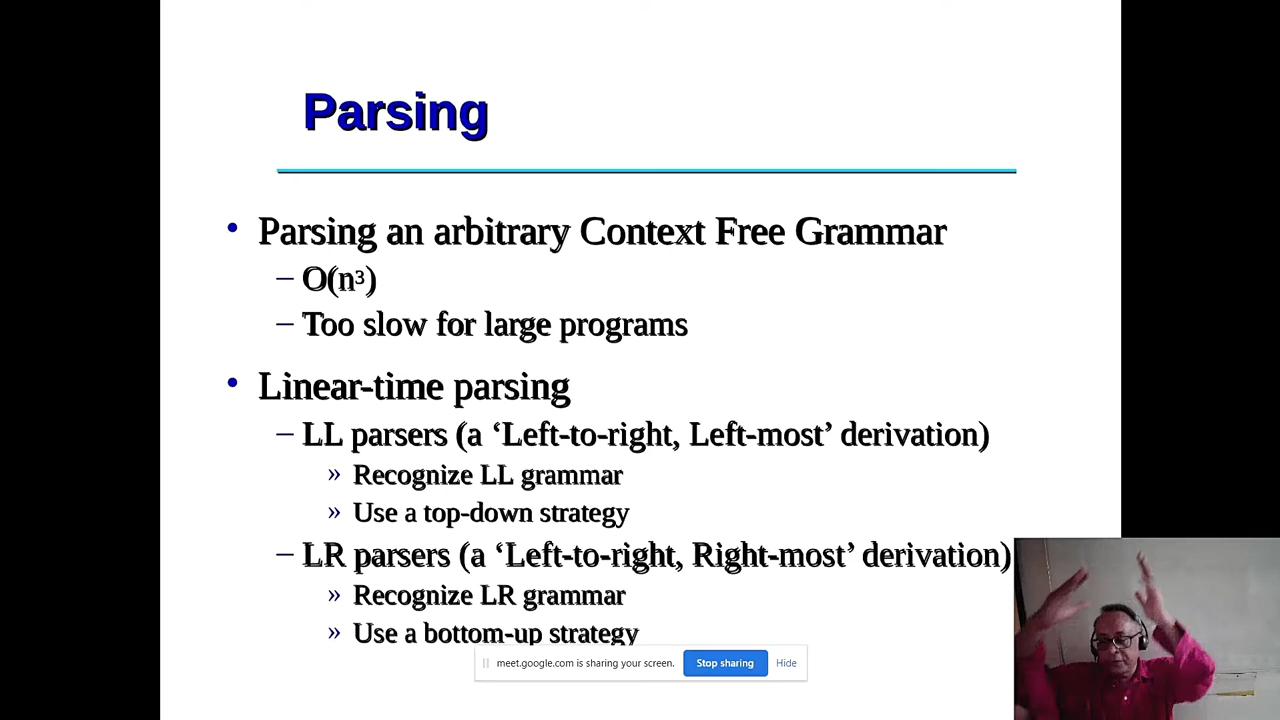 Parsing
• Parsing an arbitrary Context Free Grammar
– O(n³)
– Too slow for large programs
• Linear-time parsing
– LL parsers (a ‘Left-to-right, Left-most’ derivation)
» Recognize LL grammar
» Use a top-down strategy
– LR parsers (a ‘Left-to-right, Right-most’ derivation)
» Recognize LR grammar
» Use a bottom-up strategy
meet.google.com is sharing your screen. Stop sharing Hide